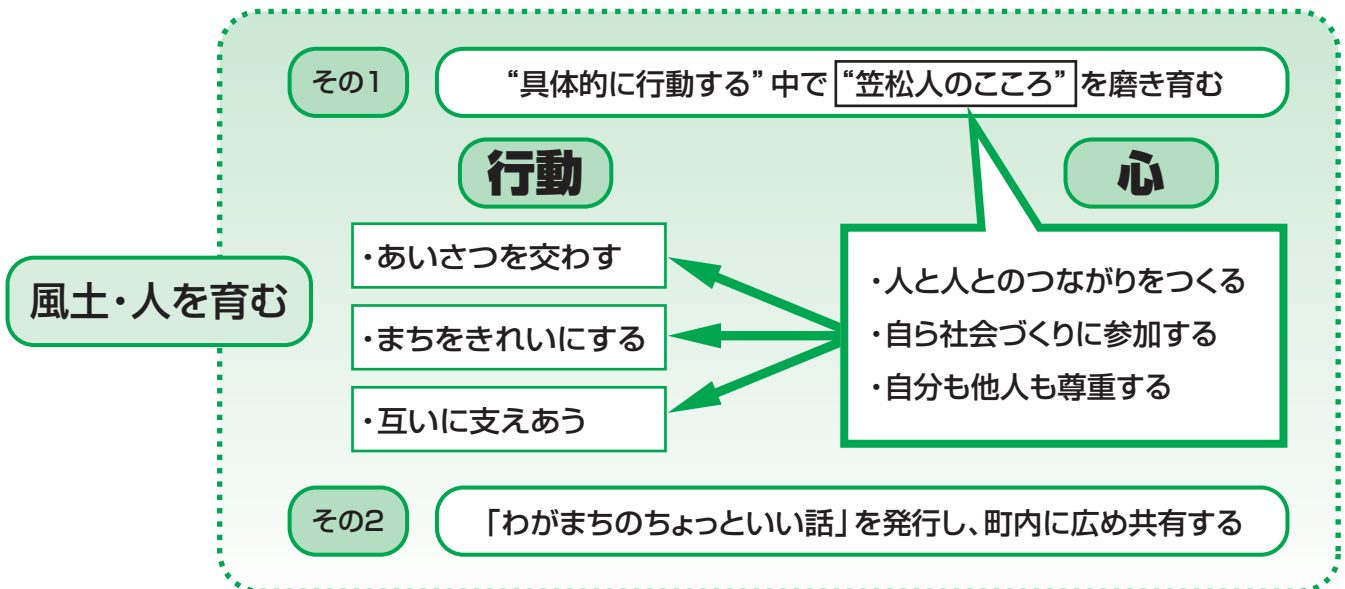 その1
“具体的に行動する”中で“笠松人のこころ”を磨き育む
行動
心
風土・人を育む
・あいさつを交わす
・まちをきれいにする
・互いに支えあう
・人と人とのつながりをつくる
・自ら社会づくりに参加する
・自分も他人も尊重する
その2
「わがまちのちょっといい話」を発行し、町内に広め共有する